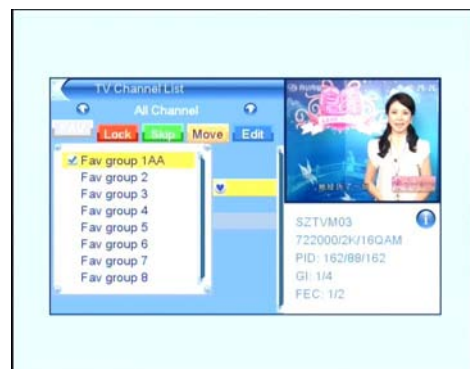 TV Channel List
All Channel
Lock Skip Move Edit
Fav group 1AA
Fav group 2
Fav group 3
Fav group 4
Fav group 5
Fav group 6
Fav group 7
Fav group 8
SZTVM03
722000/2K/16QAM
PID: 162/88/162
GI: 1/4
FEC: 1/2